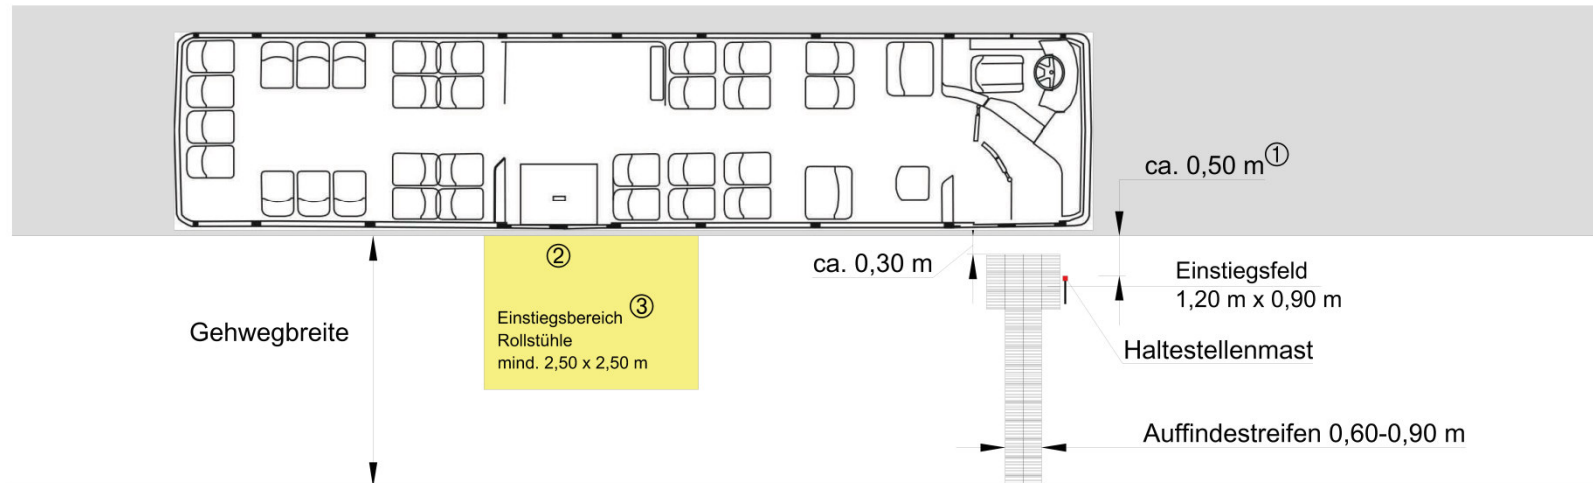 ca. 0,50 m①
②
ca. 0,30 m
Einstiegsfeld
1,20 m x 0,90 m
Einstiegsbereich ③
Rollstühle
mind. 2,50 x 2,50 m
Gehwegbreite
Haltestellenmast
Auffindestreifen 0,60-0,90 m